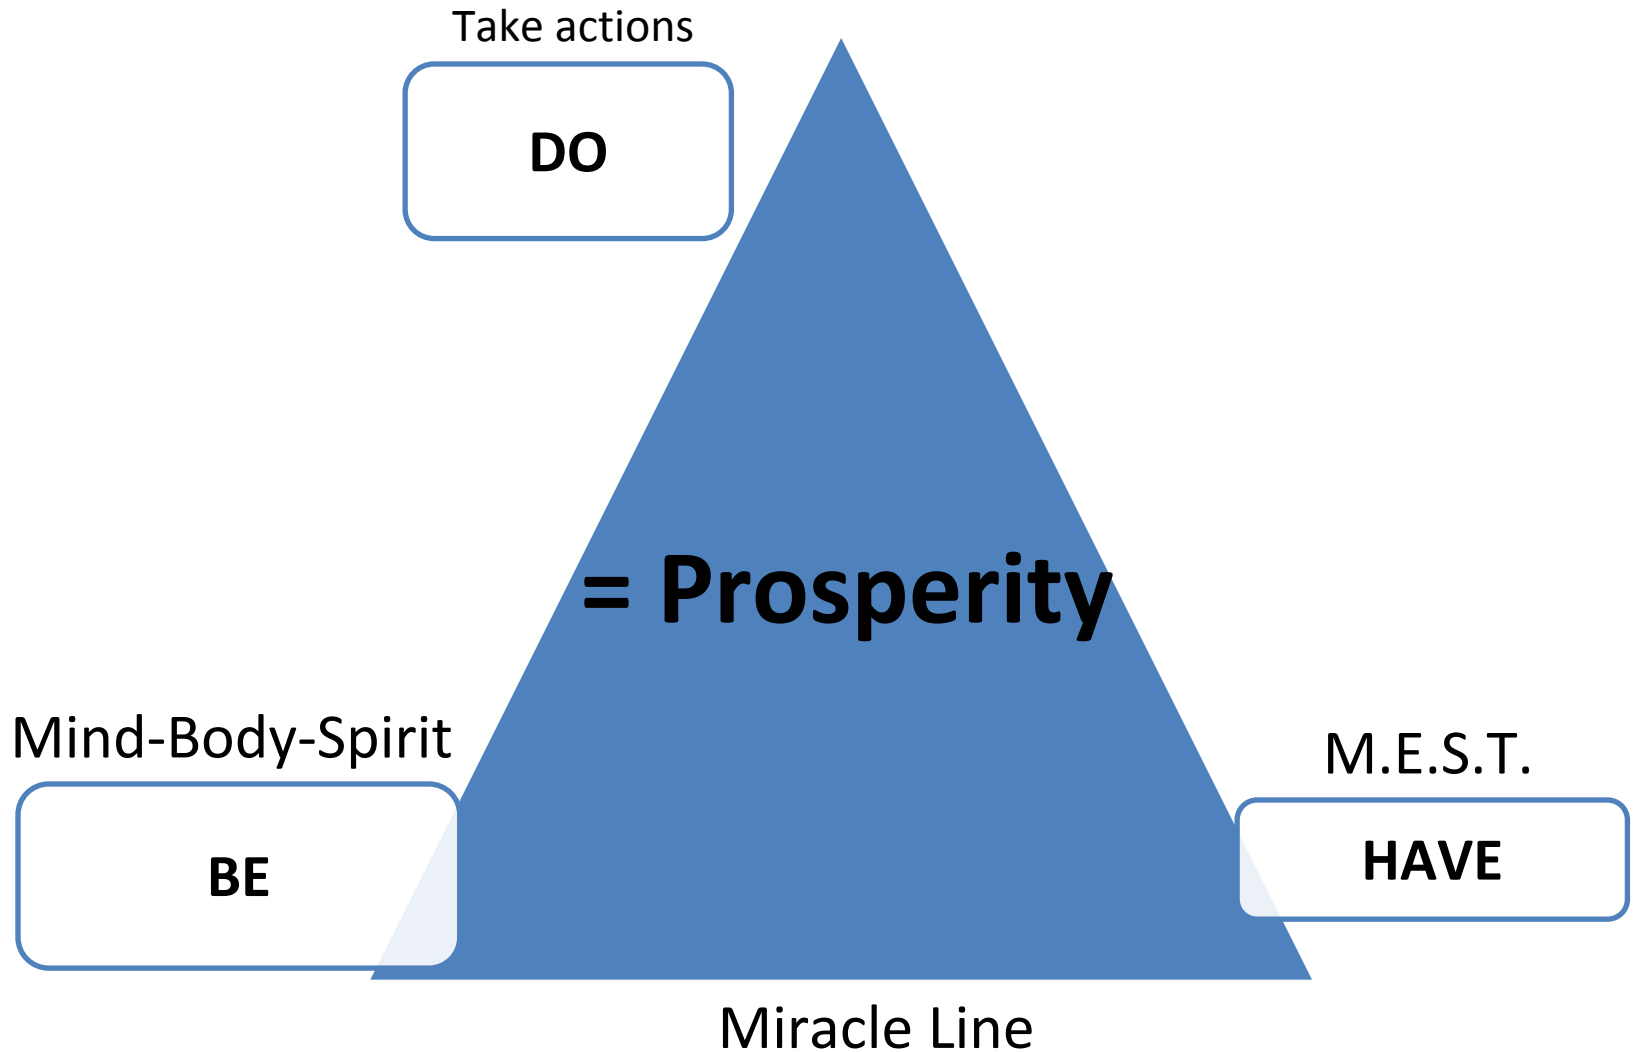 Take actions
DO
= Prosperity
Mind-Body-Spirit
BE
M.E.S.T.
HAVE
Miracle Line